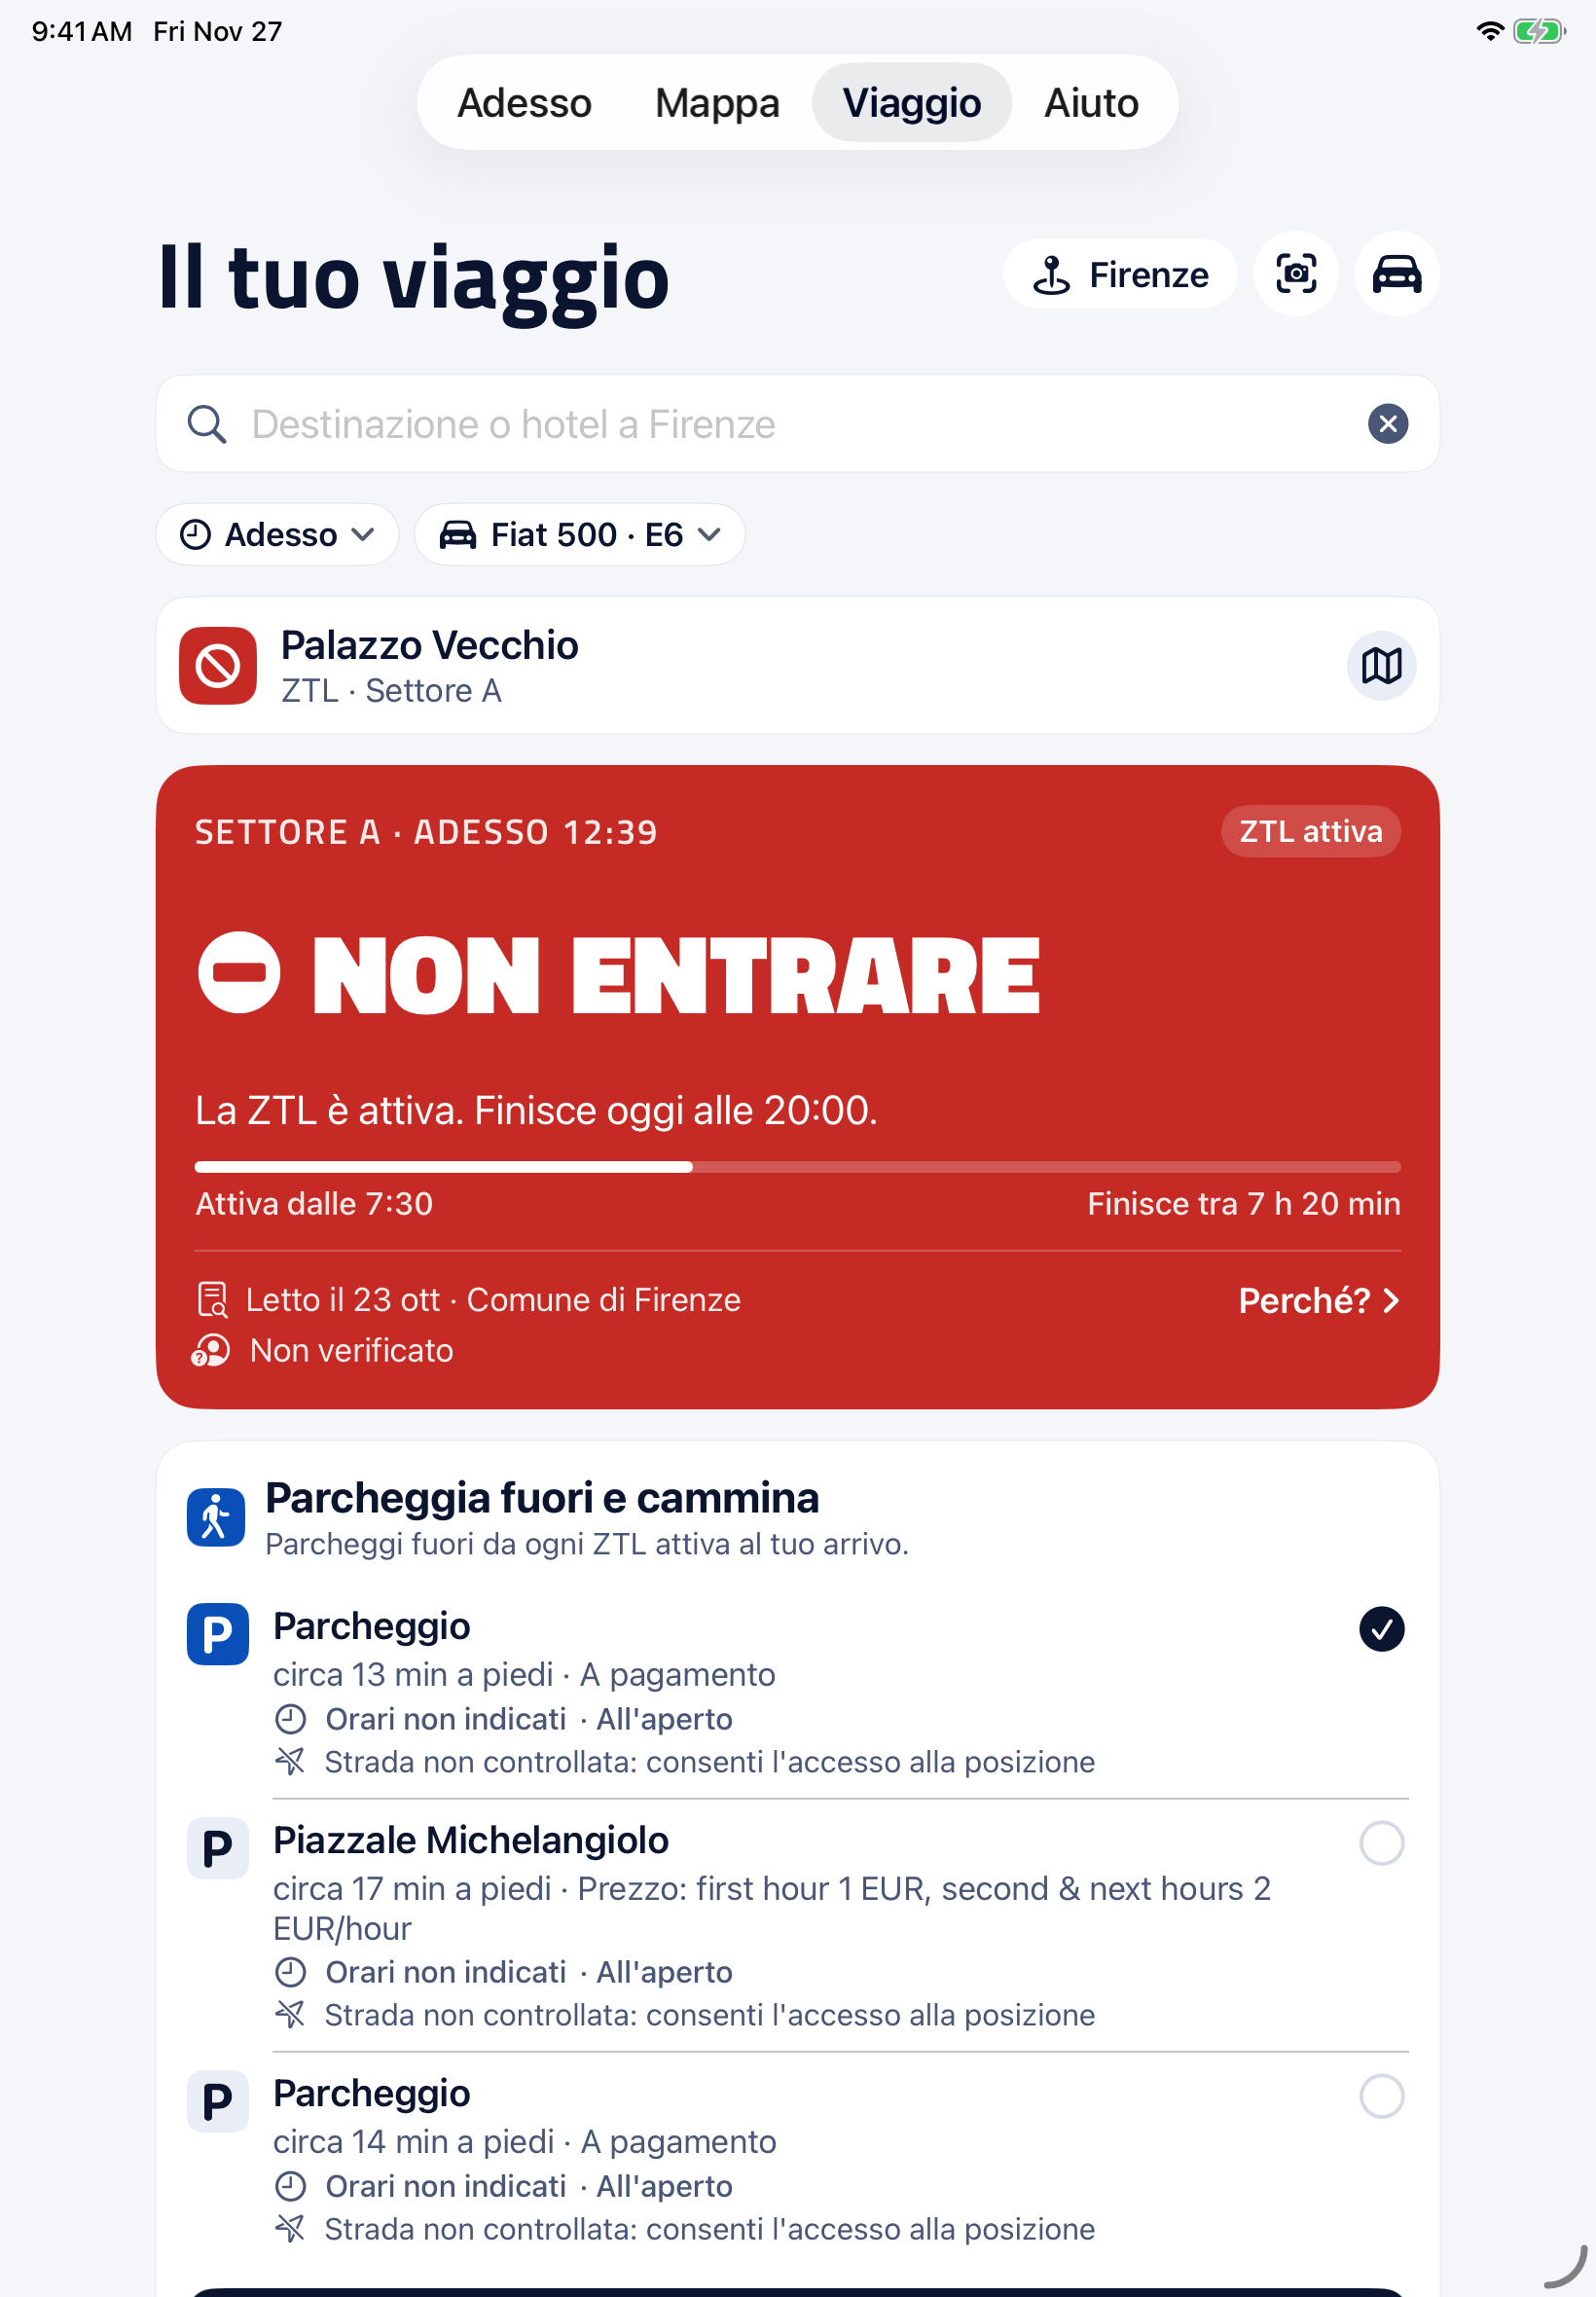 9:41 AM Fri Nov 27
Adesso Mappa Viaggio Aiuto
Il tuo viaggio
Firenze
Destinazione o hotel a Firenze
Adesso
Fiat 500 · E6
Palazzo Vecchio
ZTL · Settore A
SETTORE A · ADESSO 12:39
ZTL attiva
NON ENTRARE
La ZTL è attiva. Finisce oggi alle 20:00.
Attiva dalle 7:30
Finisce tra 7 h 20 min
Letto il 23 ott · Comune di Firenze
Perché?
Non verificato
Parcheggia fuori e cammina
Parcheggi fuori da ogni ZTL attiva al tuo arrivo.
P
Parcheggio
circa 13 min a piedi · A pagamento
Orari non indicati · All'aperto
Strada non controllata: consenti l'accesso alla posizione
P
Piazzale Michelangiolo
circa 17 min a piedi · Prezzo: first hour 1 EUR, second & next hours 2
EUR/hour
Orari non indicati · All'aperto
Strada non controllata: consenti l'accesso alla posizione
P
Parcheggio
circa 14 min a piedi · A pagamento
Orari non indicati · All'aperto
Strada non controllata: consenti l'accesso alla posizione